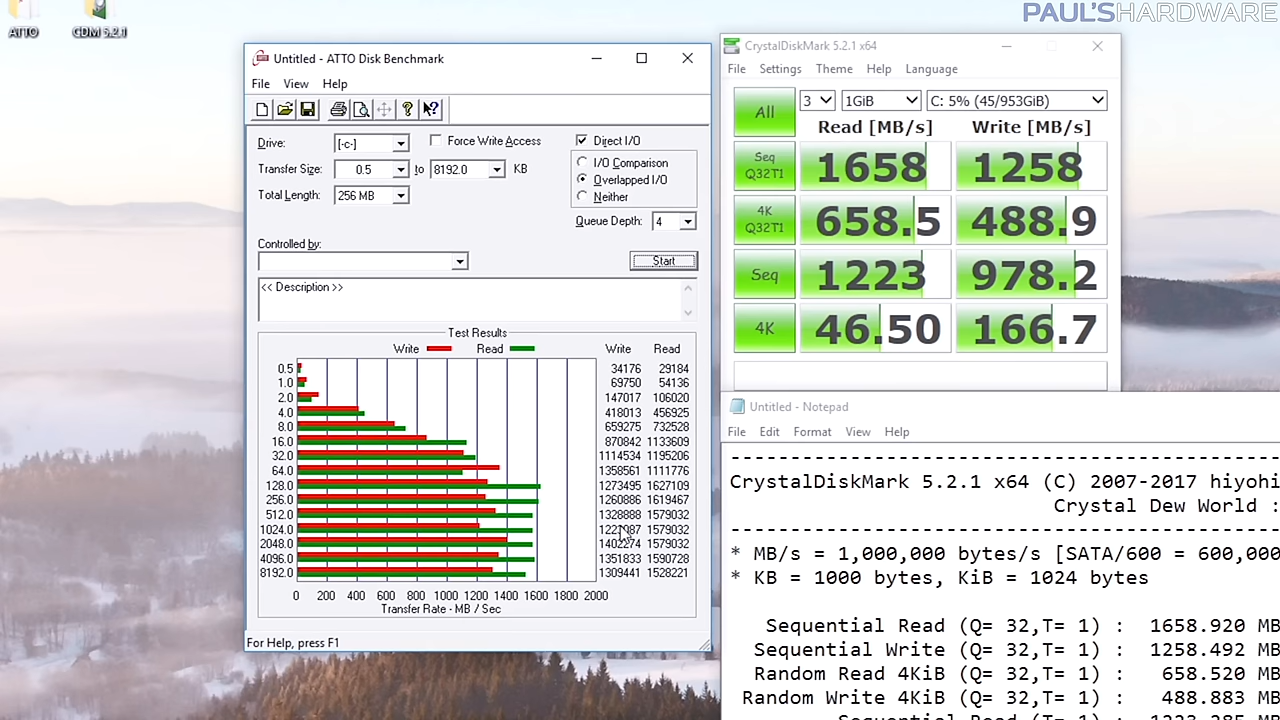 PAUL'SHARDWARE
ATTO
CDM 5.2.1
Untitled - ATTO Disk Benchmark
File View Help
Drive: [-c-] Force Write Access Direct I/O
Transfer Size: 0.5 to 8192.0 KB
I/O Comparison
Overlapped I/O
Neither
Total Length: 256 MB
Queue Depth: 4
Controlled by:
Start
<< Description >>
Test Results
Write Read Write Read
0.5 34176 29184
1.0 69750 54136
2.0 147017 106020
4.0 418013 456925
8.0 659275 732528
16.0 870842 1133609
32.0 1114534 1195206
64.0 1358561 1111776
128.0 1273495 1627109
256.0 1260886 1619467
512.0 1328888 1579032
1024.0 1579032
2048.0 1402274 1579032
4096.0 1351833 1590728
8192.0 1309441 1528221
0 200 400 600 800 1000 1200 1400 1600 1800 2000
Transfer Rate - MB / Sec
For Help, press F1
CrystalDiskMark 5.2.1 x64
File Settings Theme Help Language
All 3 1GiB C: 5% (45/953GiB)
Read [MB/s] Write [MB/s]
Seq
Q32T1
1658 1258
4K
Q32T1
658.5 488.9
Seq 1223 978.2
4K 46.50 166.7
Untitled - Notepad
File Edit Format View Help
CrystalDiskMark 5.2.1 x64 (C) 2007-2017 hiyohi
Crystal Dew World :
* MB/s = 1,000,000 bytes/s [SATA/600 = 600,000
* KB = 1000 bytes, KiB = 1024 bytes
Sequential Read (Q= 32,T= 1) : 1658.920 MB
Sequential Write (Q= 32,T= 1) : 1258.492 MB
Random Read 4KiB (Q= 32,T= 1) : 658.520 MB
Random Write 4KiB (Q= 32,T= 1) : 488.883 MB